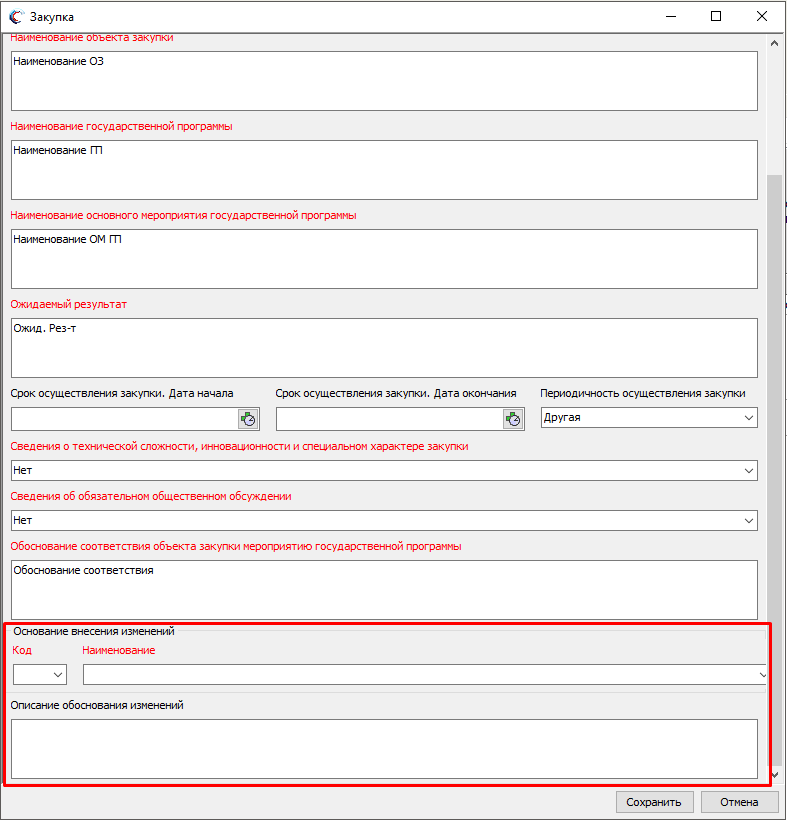 Закупка
Наименование объекта закупки
Наименование ОЗ
Наименование государственной программы
Наименование ГП
Наименование основного мероприятия государственной программы
Наименование ОМ ГП
Ожидаемый результат
Ожид. Рез-т
Срок осуществления закупки. Дата начала Срок осуществления закупки. Дата окончания Периодичность осуществления закупки
Другая
Сведения о технической сложности, инновационности и специальном характере закупки
Нет
Сведения об обязательном общественном обсуждении
Нет
Обоснование соответствия объекта закупки мероприятию государственной программы
Обоснование соответствия
Основание внесения изменений
Код Наименование
Описание обоснования изменений
Сохранить Отмена